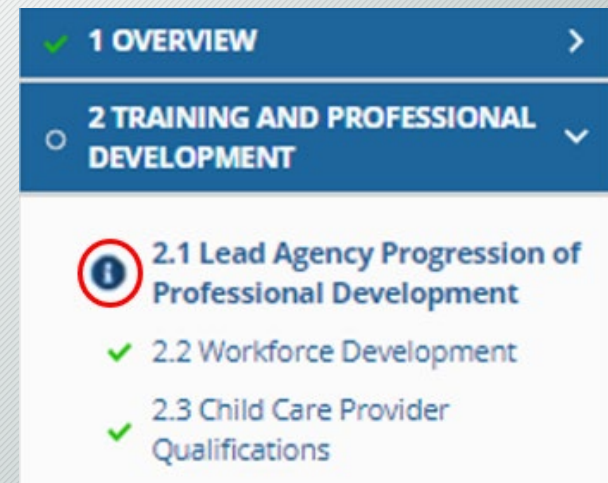 1 OVERVIEW
2 TRAINING AND PROFESSIONAL
DEVELOPMENT
2.1 Lead Agency Progression of
Professional Development
2.2 Workforce Development
2.3 Child Care Provider
Qualifications